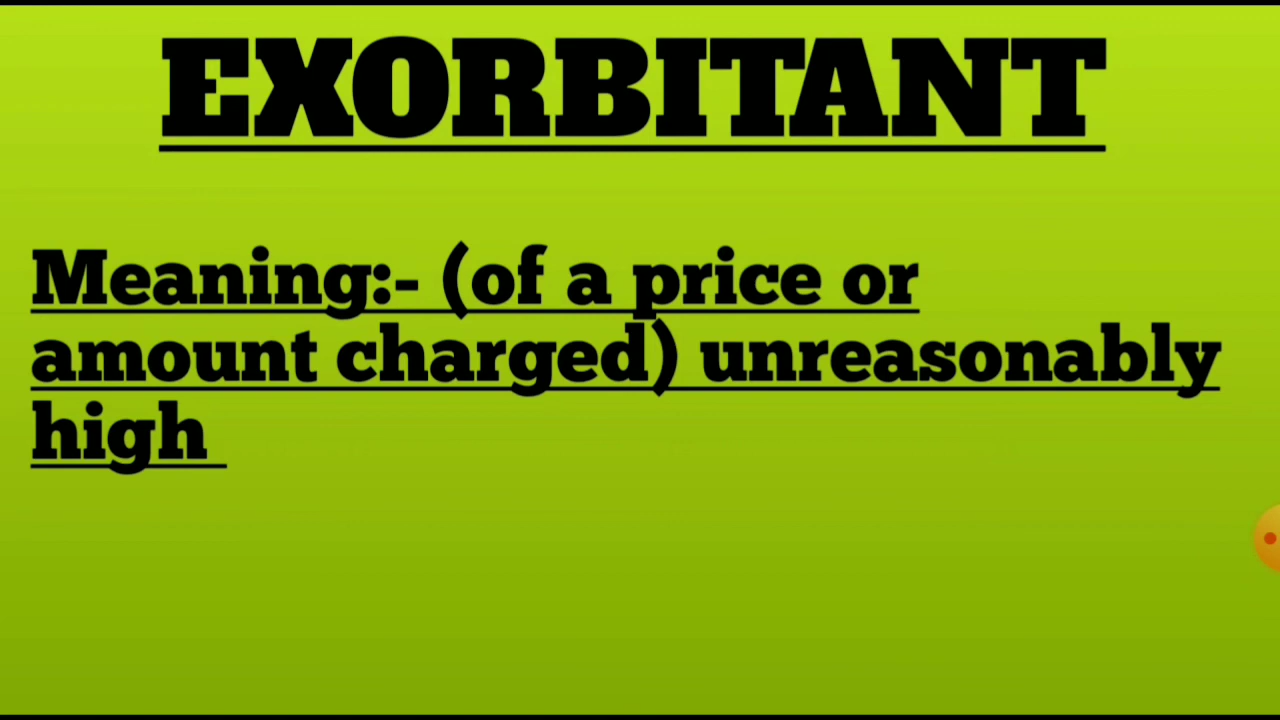 EXORBITANT
Meaning:- (of a price or
amount charged) unreasonably
high